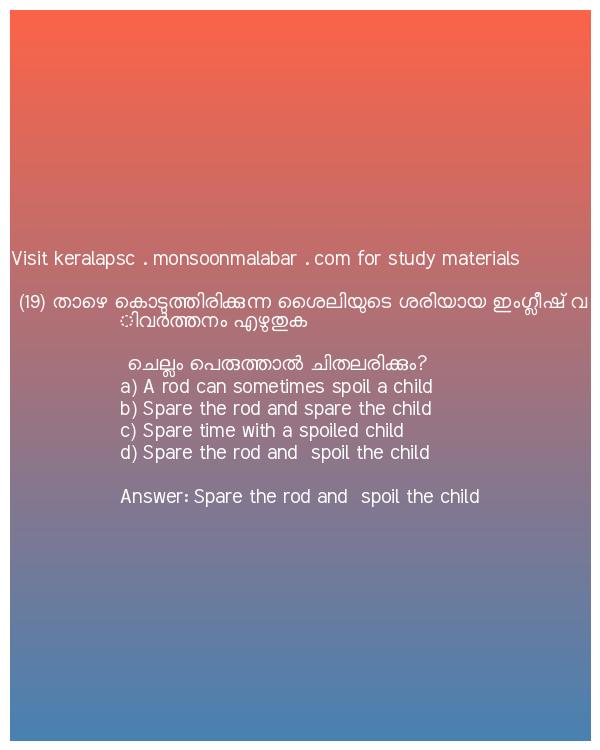 Visit keralapsc . monsoonmalabar . com for study materials
(19) താഴെ കൊടുത്തിരിക്കുന്ന ശൈലിയുടെ ശരിയായ ഇംഗ്ലീഷ് വ
ിവർത്തനം എഴുതുക
ചെല്ലം പെരുത്താൽ ചിതലരിക്കും?
a) A rod can sometimes spoil a child
b) Spare the rod and spare the child
c) Spare time with a spoiled child
d) Spare the rod and spoil the child
Answer: Spare the rod and spoil the child